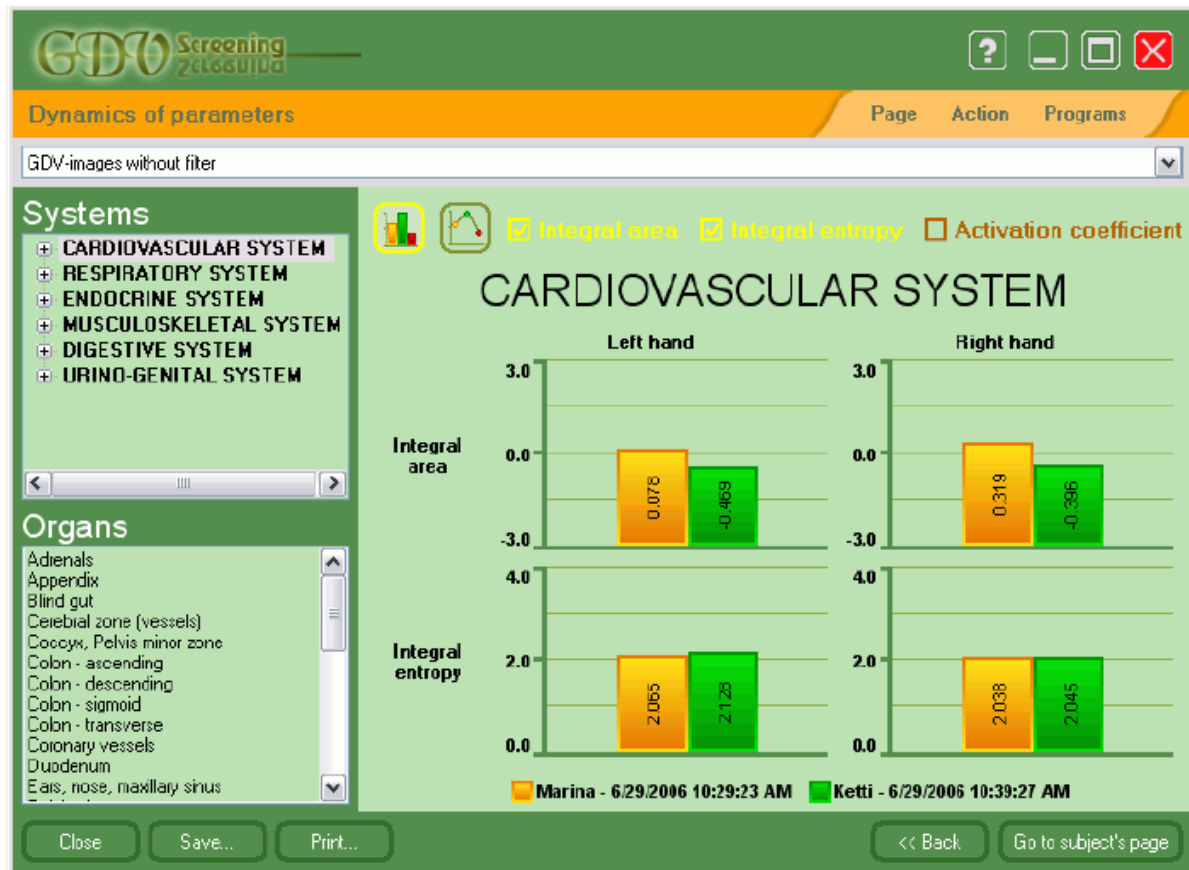 GDV Screening
Dynamics of parameters
Page Action Programs
GDV-images without filter
Systems
CARDIOVASCULAR SYSTEM
RESPIRATORY SYSTEM
ENDOCRINE SYSTEM
MUSCULOSKELETAL SYSTEM
DIGESTIVE SYSTEM
URINO-GENITAL SYSTEM
Organs
Adrenals
Appendix
Blind gut
Cerebral zone (vessels)
Coccyx, Pelvis minor zone
Colon - ascending
Colon - descending
Colon - sigmoid
Colon - transverse
Coronary vessels
Duodenum
Ears, nose, maxillary sinus
Integral area Integral entropy Activation coefficient
CARDIOVASCULAR SYSTEM
Left hand Right hand
Integral area
3.0
0.0
-3.0
0.078
-0.469
3.0
0.0
-3.0
0.319
-0.396
Integral entropy
4.0
2.0
0.0
2.065
2.128
4.0
2.0
0.0
2.038
2.045
Marina - 6/29/2006 10:29:23 AM Ketti - 6/29/2006 10:39:27 AM
Close Save... Print... << Back Go to subject's page